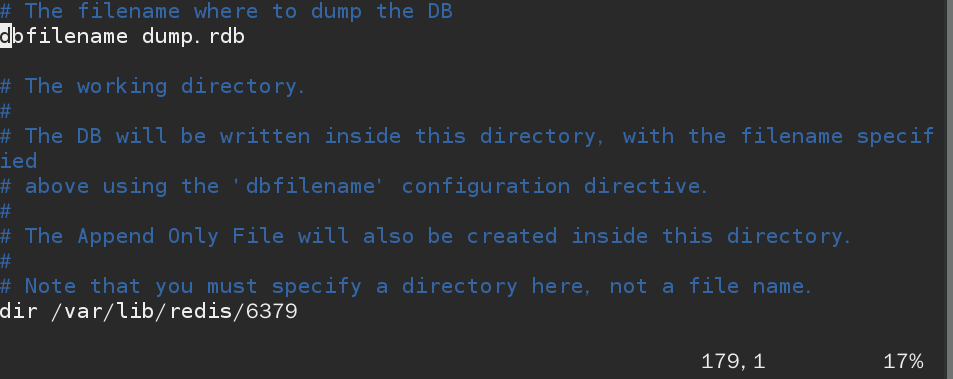 # The filename where to dump the DB
dbfilename dump.rdb
# The working directory.
#
# The DB will be written inside this directory, with the filename specif
ied
# above using the 'dbfilename' configuration directive.
#
# The Append Only File will also be created inside this directory.
#
# Note that you must specify a directory here, not a file name.
dir /var/lib/redis/6379
179,1 17%